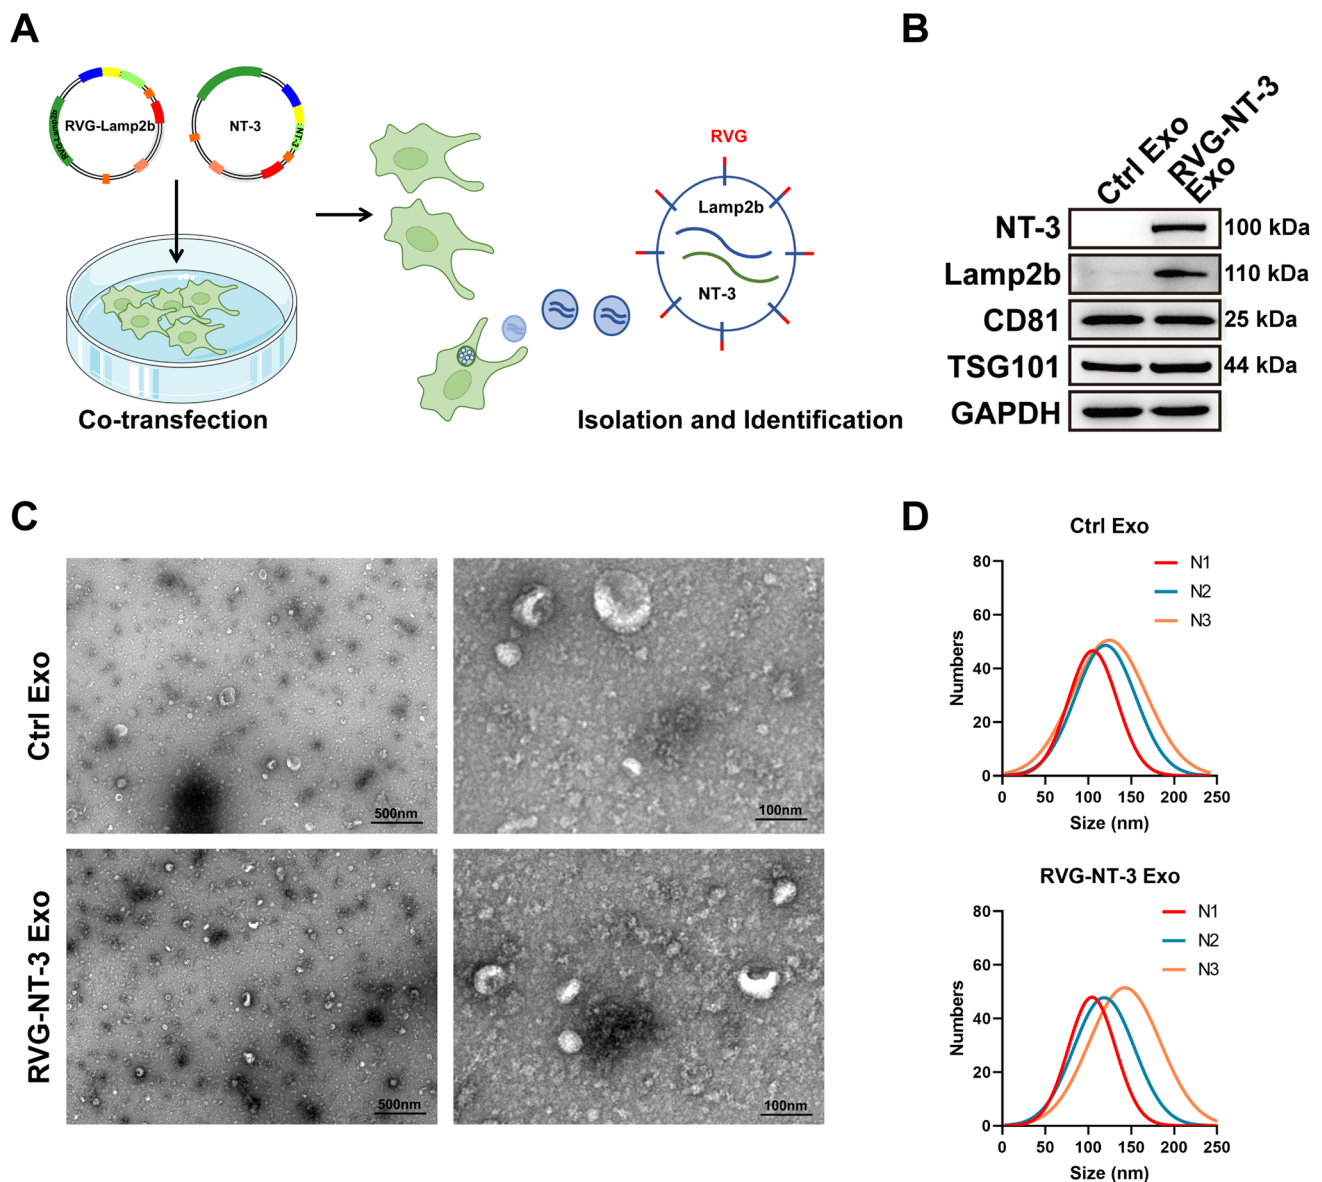 A
RVG-Lamp2b
RVG-Lamp2b
NT-3
NT-3
RVG
Lamp2b
NT-3
Co-transfection
Isolation and Identification
B
Ctrl Exo
RVG-NT-3
Exo
NT-3
100 kDa
Lamp2b
110 kDa
CD81
25 kDa
TSG101
44 kDa
GAPDH
C
Ctrl Exo
500nm
100nm
RVG-NT-3 Exo
500nm
100nm
D
Ctrl Exo
N1
N2
N3
Numbers
80
60
40
20
0
0 50 100 150 200 250
Size (nm)
RVG-NT-3 Exo
N1
N2
N3
Numbers
80
60
40
20
0
0 50 100 150 200 250
Size (nm)